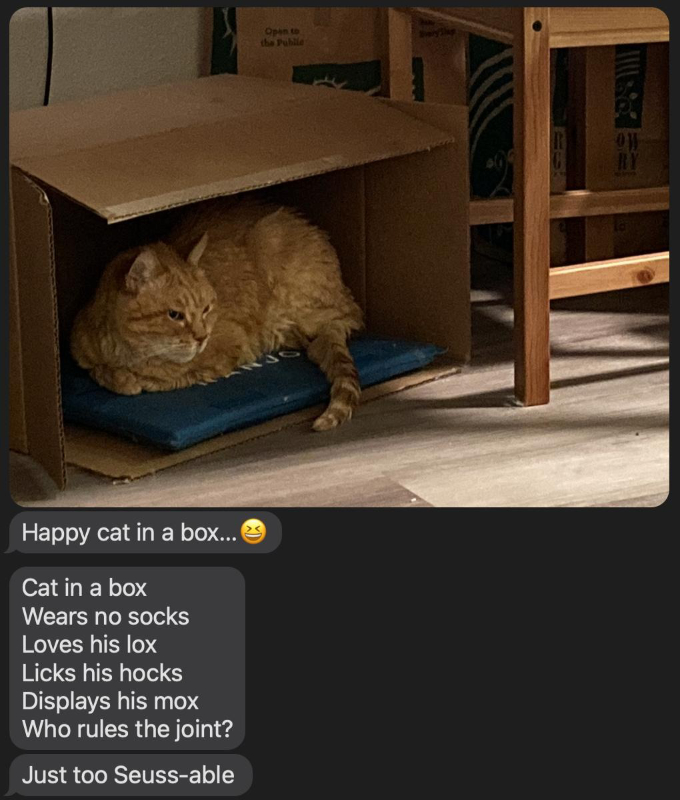 Open to
the Public
Happy cat in a box...😆
Cat in a box
Wears no socks
Loves his lox
Licks his hocks
Displays his mox
Who rules the joint?
Just too Seuss-able